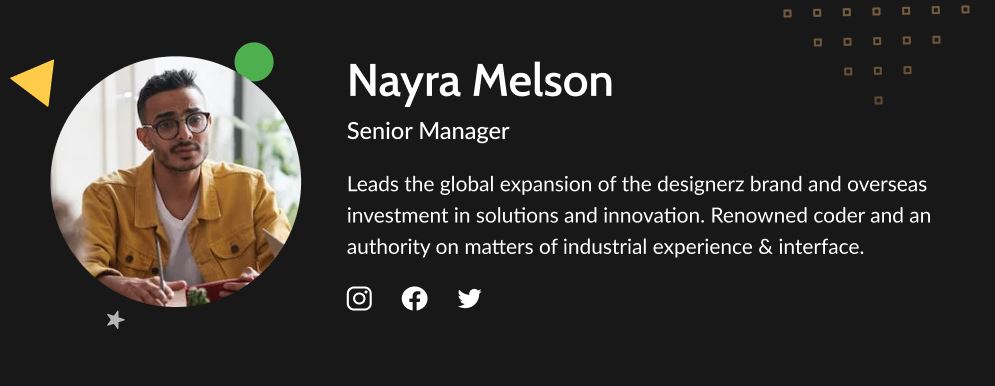 Nayra Melson
Senior Manager
Leads the global expansion of the designerz brand and overseas
investment in solutions and innovation. Renowned coder and an
authority on matters of industrial experience & interface.